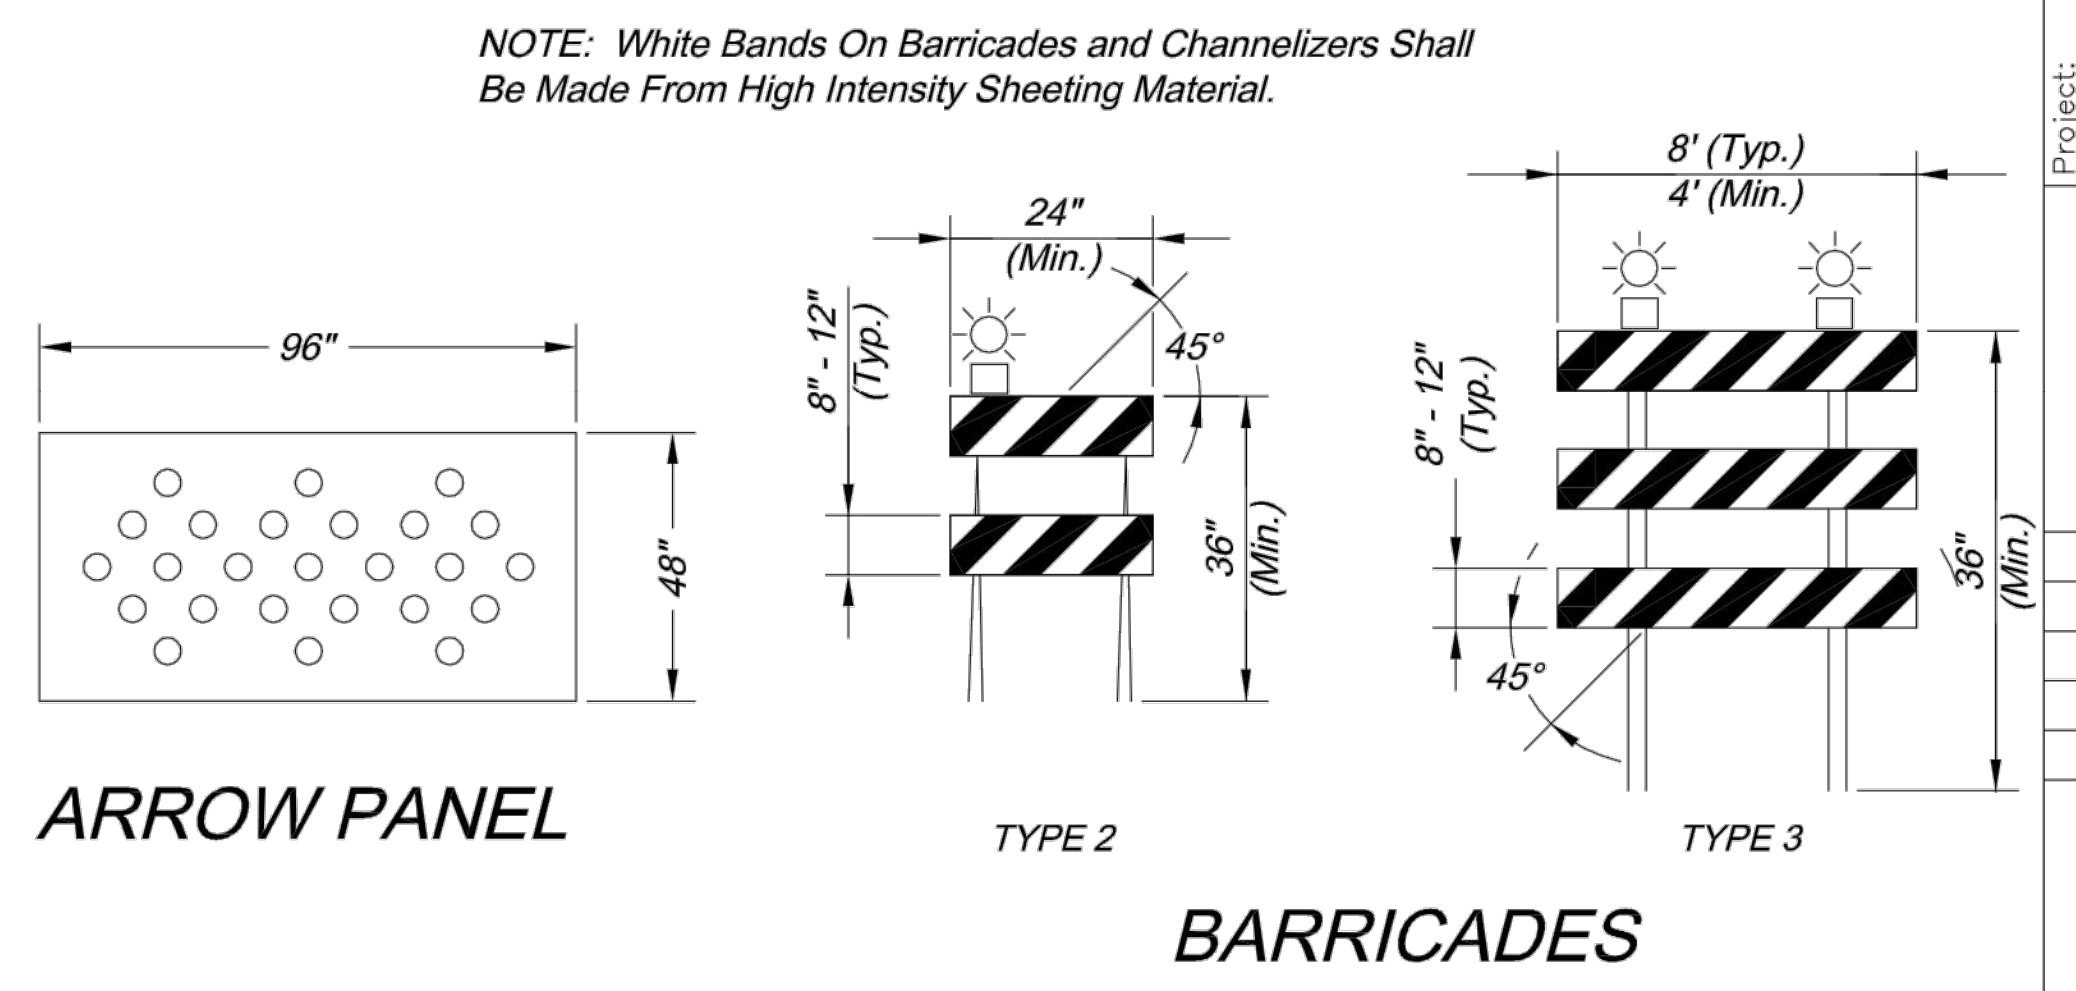 NOTE: White Bands On Barricades and Channelizers Shall
Be Made From High Intensity Sheeting Material.
Project:
8' (Typ.)
4' (Min.)
24"
(Min.)
8" - 12"
(Typ.)
45°
96"
48"
36"
(Min.)
8" - 12"
(Typ.)
45°
36"
(Min.)
ARROW PANEL
TYPE 2
TYPE 3
BARRICADES